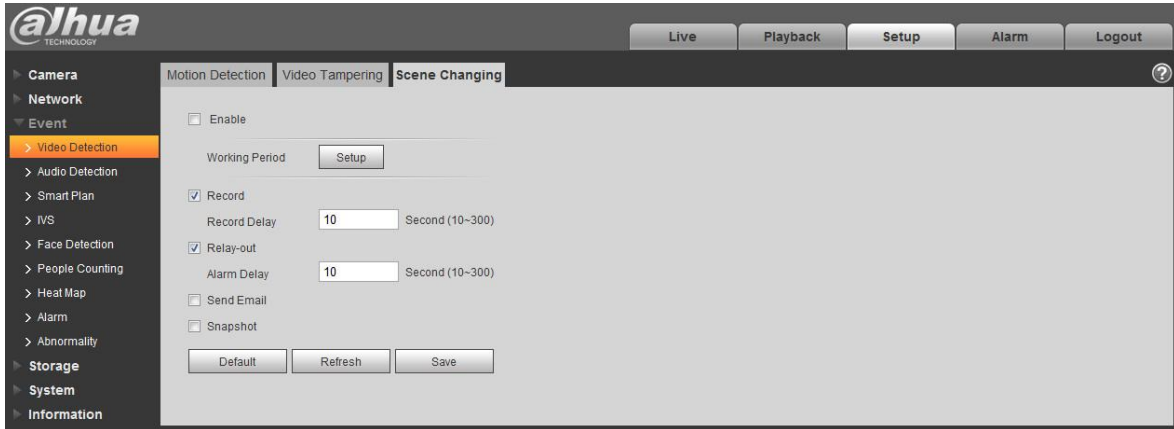 alhua
TECHNOLOGY
Live Playback Setup Alarm Logout
Camera
Network
Event
Video Detection
Audio Detection
Smart Plan
IVS
Face Detection
People Counting
Heat Map
Alarm
Abnormality
Storage
System
Information
Motion Detection Video Tampering Scene Changing ?
Enable
Working Period Setup
Record
Record Delay 10 Second (10~300)
Relay-out
Alarm Delay 10 Second (10~300)
Send Email
Snapshot
Default Refresh Save